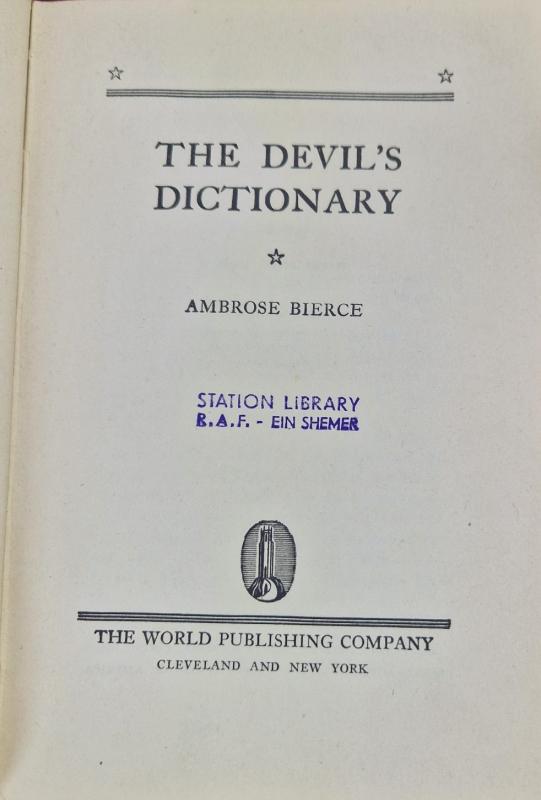 THE DEVIL'S
DICTIONARY
AMBROSE BIERCE
STATION LIBRARY
R.A.F. - EIN SHEMER
THE WORLD PUBLISHING COMPANY
CLEVELAND AND NEW YORK